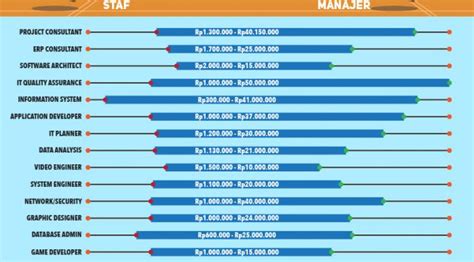 STAF MANAJER
PROJECT CONSULTANT Rp1.300.000 - Rp40.150.000
ERP CONSULTANT Rp1.700.000 - Rp25.000.000
SOFTWARE ARCHITECT Rp2.000.000 - Rp15.000.000
IT QUALITY ASSURANCE Rp1.000.000 - Rp50.000.000
INFORMATION SYSTEM Rp300.000 - Rp41.000.000
APPLICATION DEVELOPER Rp1.000.000 - Rp37.000.000
IT PLANNER Rp1.200.000 - Rp30.000.000
DATA ANALYSIS Rp1.130.000 - Rp21.000.000
VIDEO ENGINEER Rp1.500.000 - Rp10.000.000
SYSTEM ENGINEER Rp1.100.000 - Rp20.000.000
NETWORK/SECURITY Rp1.000.000 - Rp40.000.000
GRAPHIC DESIGNER Rp1.000.000 - Rp24.000.000
DATABASE ADMIN Rp600.000 - Rp25.000.000
GAME DEVELOPER Rp1.000.000 - Rp15.000.000